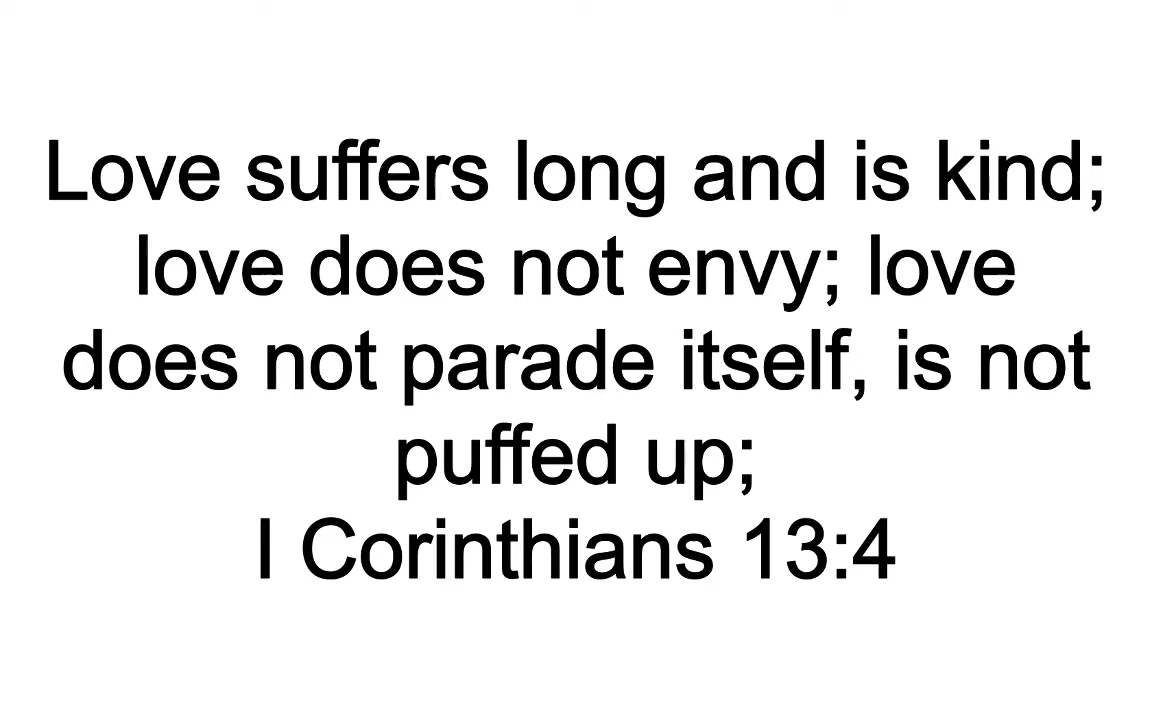 Love suffers long and is kind;
love does not envy; love
does not parade itself, is not
puffed up;
I Corinthians 13:4